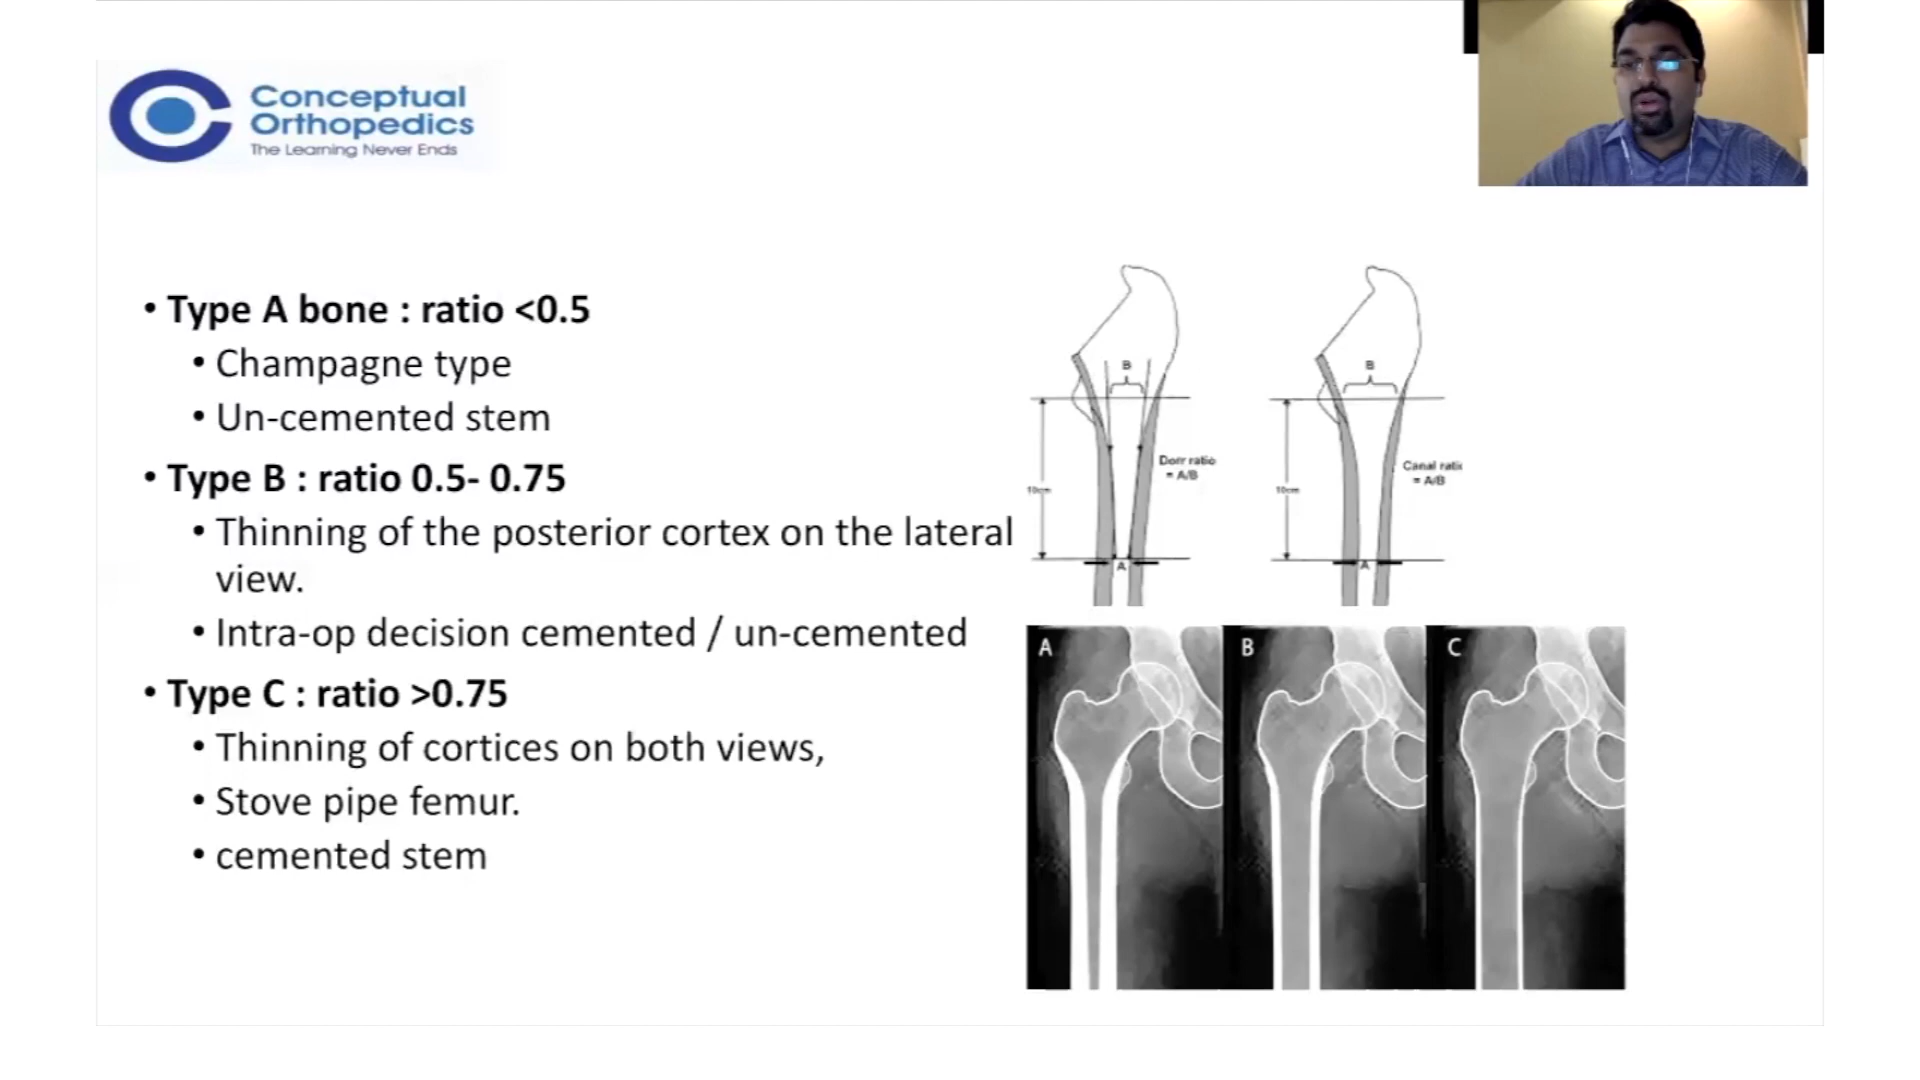 Conceptual
Orthopedics
The Learning Never Ends
• Type A bone : ratio <0.5
• Champagne type
• Un-cemented stem
• Type B : ratio 0.5- 0.75
• Thinning of the posterior cortex on the lateral
view.
• Intra-op decision cemented / un-cemented
• Type C : ratio >0.75
• Thinning of cortices on both views,
• Stove pipe femur.
• cemented stem
B
Dorr ratio
= A/B
10cm
A
B
Canal ratio
= A/B
10cm
A
A
B
C